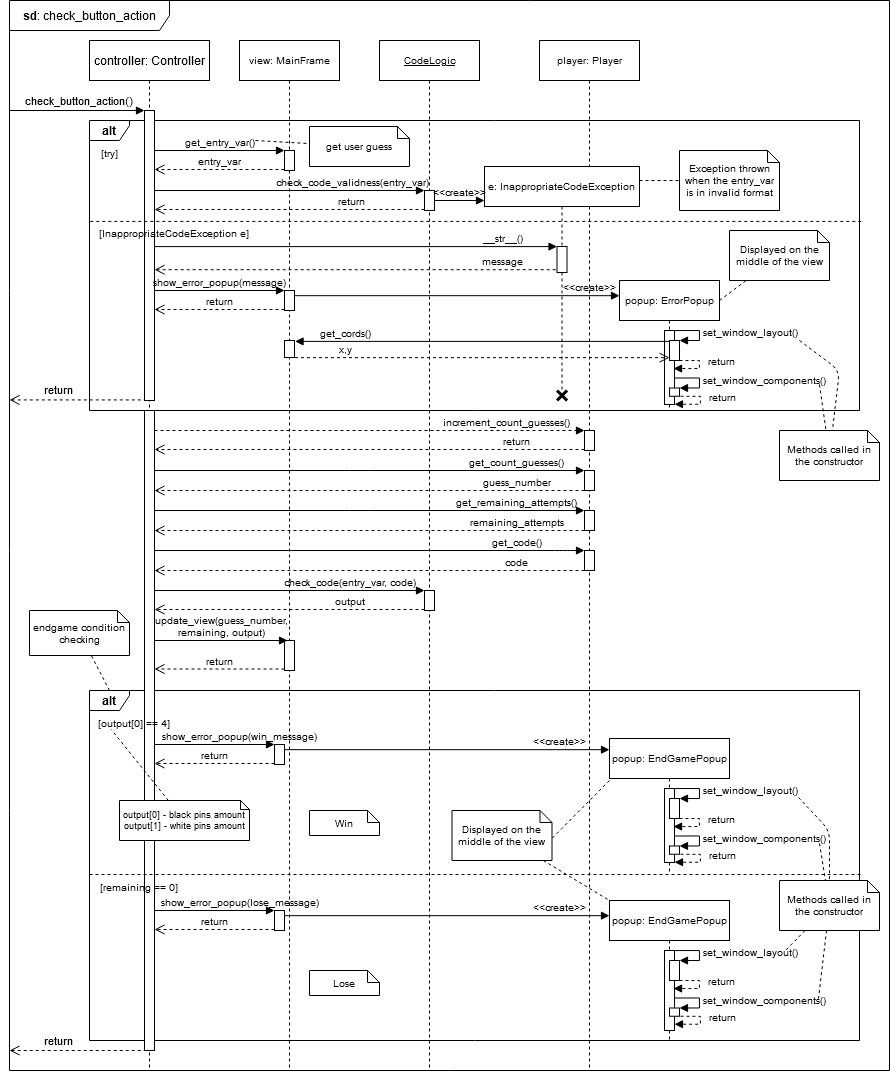 sd: check_button_action
controller: Controller
view: MainFrame
CodeLogic
player: Player
check_button_action()
alt
[try]
get_entry_var()
get user guess
entry_var
check_code_validness(entry_var)
<<create>>
e: InappropriateCodeException
Exception thrown
when the entry_var
is in invalid format
return
[InappropriateCodeException e]
__str__()
message
Displayed on the
middle of the view
show_error_popup(message)
<<create>>
popup: ErrorPopup
return
get_cords()
set_window_layout()
x,y
return
set_window_components()
return
return
increment_count_guesses()
return
Methods called in
the constructor
get_count_guesses()
guess_number
get_remaining_attempts()
remaining_attempts
get_code()
code
check_code(entry_var, code)
output
update_view(guess_number,
remaining, output)
return
endgame condition
checking
alt
[output[0] == 4]
show_error_popup(win_message)
<<create>>
popup: EndGamePopup
return
set_window_layout()
return
output[0] - black pins amount
output[1] - white pins amount
Win
Displayed on the
middle of the view
set_window_components()
return
[remaining == 0]
show_error_popup(lose_message)
<<create>>
popup: EndGamePopup
Methods called in
the constructor
return
set_window_layout()
return
Lose
set_window_components()
return
return